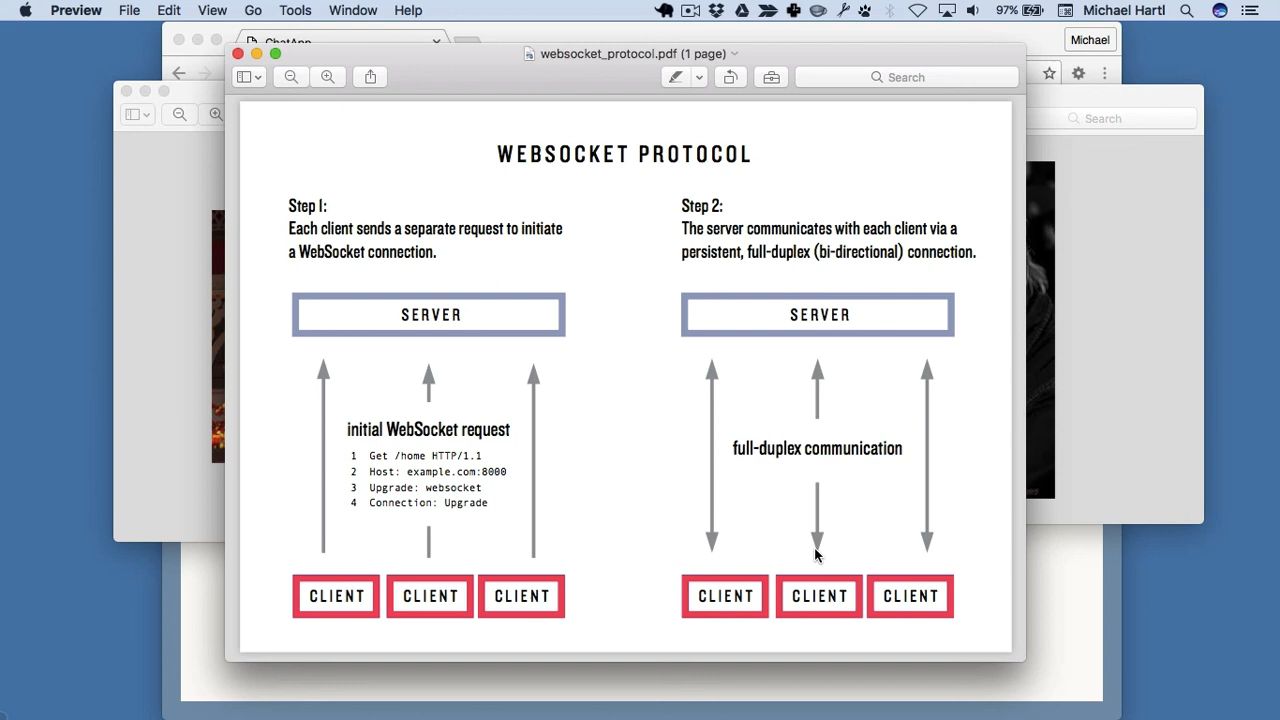 Preview File Edit View Go Tools Window Help 97% Michael Hartl
ChatApp
Michael
websocket_protocol.pdf (1 page)
Search
Search
WEBSOCKET PROTOCOL
Step 1:
Each client sends a separate request to initiate
a WebSocket connection.
SERVER
initial WebSocket request
1 Get /home HTTP/1.1
2 Host: example.com:8000
3 Upgrade: websocket
4 Connection: Upgrade
CLIENT CLIENT CLIENT
Step 2:
The server communicates with each client via a
persistent, full-duplex (bi-directional) connection.
SERVER
full-duplex communication
CLIENT CLIENT CLIENT